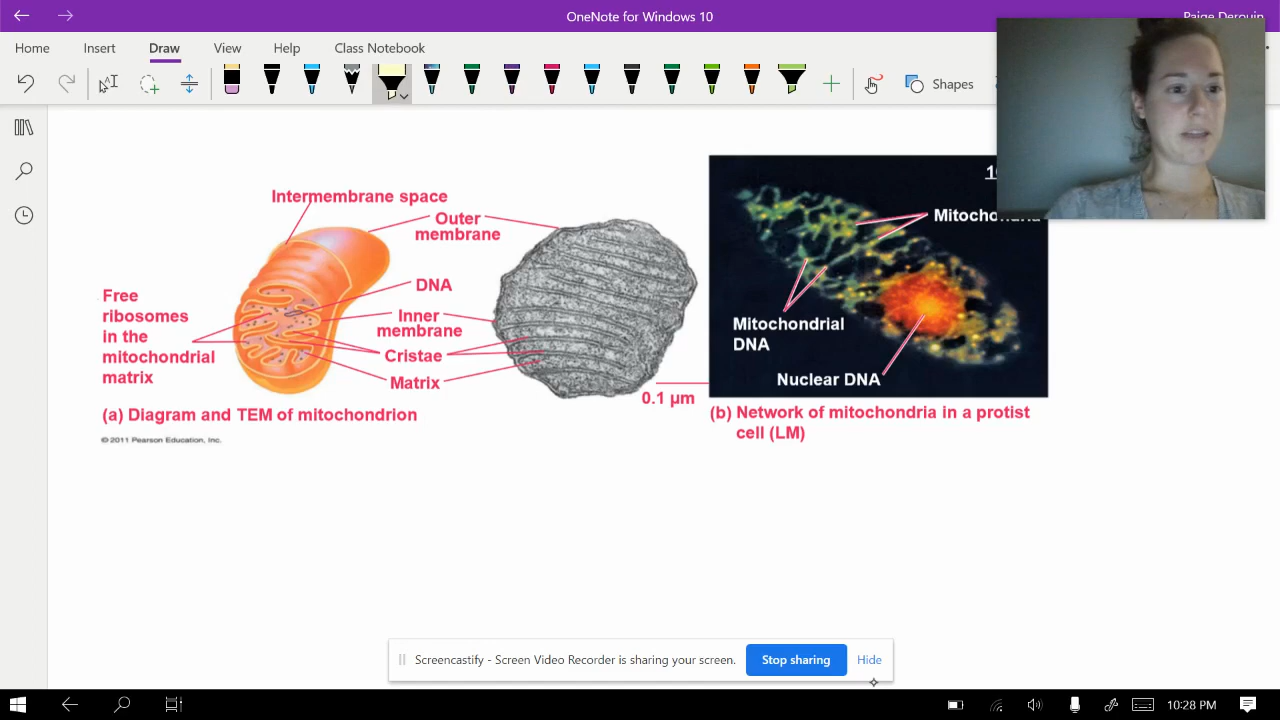 OneNote for Windows 10
Paige Derouin
Home Insert Draw View Help Class Notebook
Shapes
Intermembrane space
Outer
membrane
DNA
Free
ribosomes
in the
mitochondrial
matrix
Inner
membrane
Cristae
Matrix
0.1 µm
(a) Diagram and TEM of mitochondrion
© 2011 Pearson Education, Inc.
Mitochondria
Mitochondrial
DNA
Nuclear DNA
(b) Network of mitochondria in a protist
cell (LM)
Screencastify - Screen Video Recorder is sharing your screen.
Stop sharing
Hide
10:28 PM